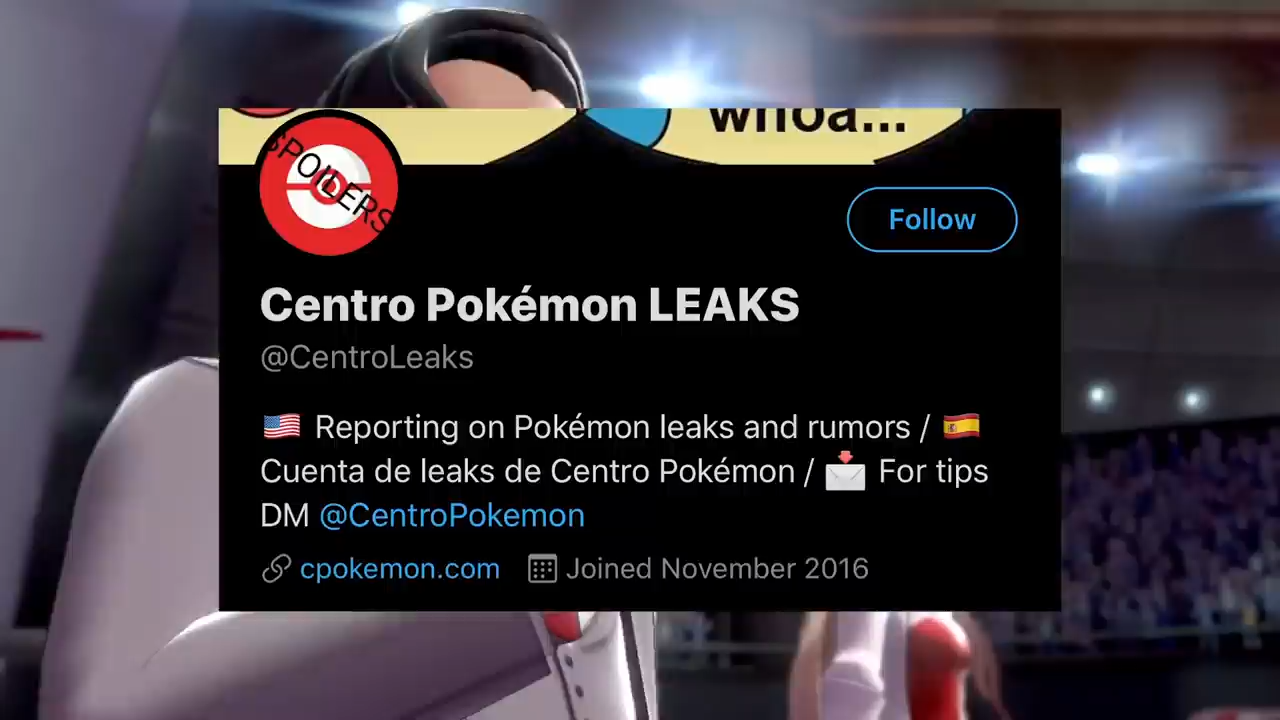 whoa...
SPOILERS
Follow
Centro Pokémon LEAKS
@CentroLeaks
🇺🇸 Reporting on Pokémon leaks and rumors / 🇪🇸
Cuenta de leaks de Centro Pokémon / 📩 For tips
DM @CentroPokemon
cpokemon.com Joined November 2016